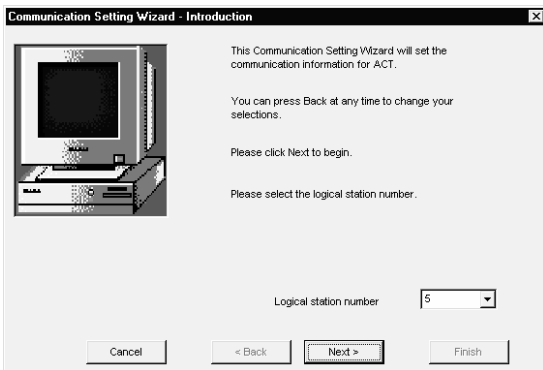 Communication Setting Wizard - Introduction
This Communication Setting Wizard will set the
communication information for ACT.
You can press Back at any time to change your
selections.
Please click Next to begin.
Please select the logical station number.
Logical station number
5
Cancel
< Back
Next >
Finish